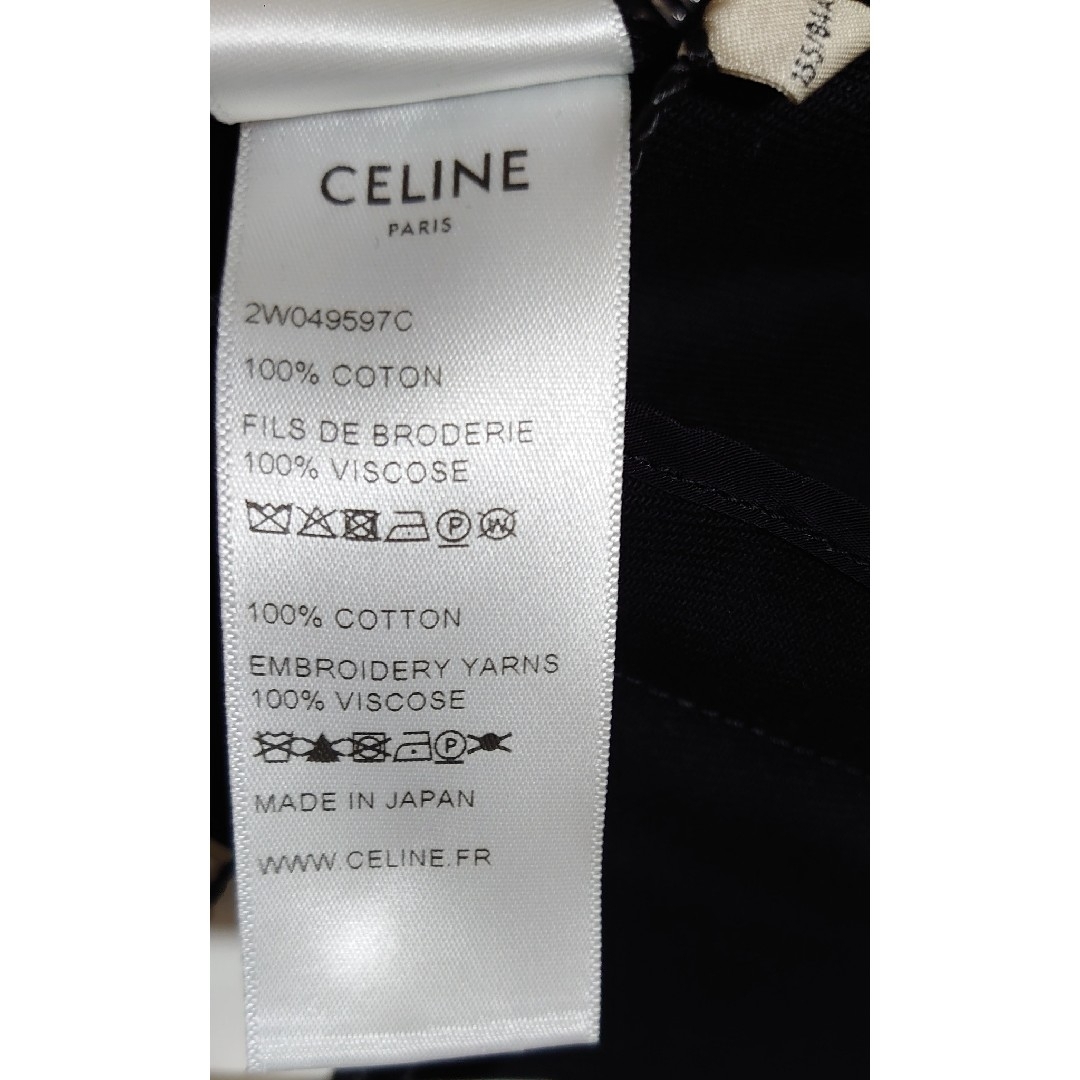 CELINE
PARIS
2W049597C
100% COTON
FILS DE BRODERIE
100% VISCOSE
P W
100% COTTON
EMBROIDERY YARNS
100% VISCOSE
P
MADE IN JAPAN
WWW.CELINE.FR